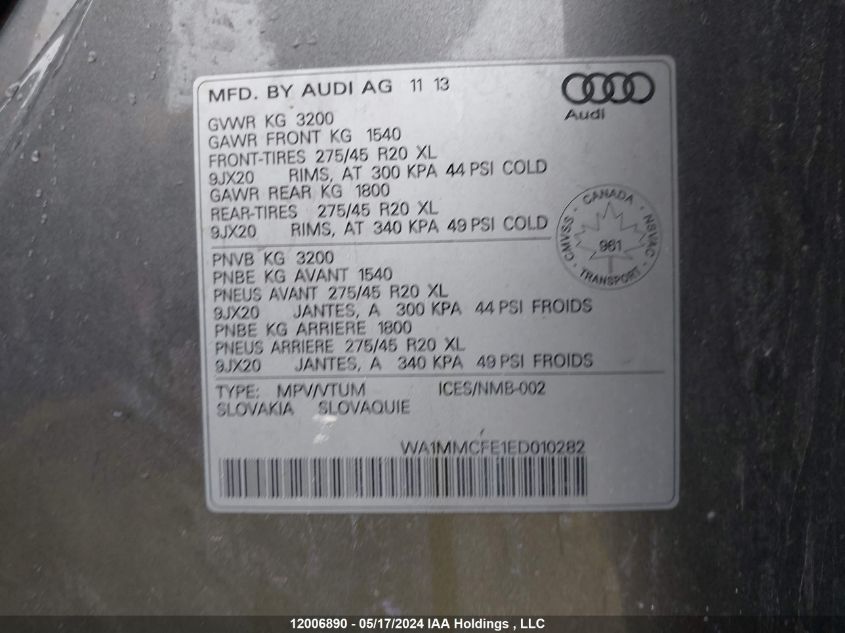 MFD. BY AUDI AG 11 13
Audi
GVWR KG 3200
GAWR FRONT KG 1540
FRONT-TIRES 275/45 R20 XL
9JX20 RIMS, AT 300 KPA 44 PSI COLD
GAWR REAR KG 1800
REAR-TIRES 275/45 R20 XL
9JX20 RIMS, AT 340 KPA 49 PSI COLD
CANADA
CMVSS NSVAC
961
TRANSPORT
PNVB KG 3200
PNBE KG AVANT 1540
PNEUS AVANT 275/45 R20 XL
9JX20 JANTES, A 300 KPA 44 PSI FROIDS
PNBE KG ARRIERE 1800
PNEUS ARRIERE 275/45 R20 XL
9JX20 JANTES, A 340 KPA 49 PSI FROIDS
TYPE: MPV/VTUM ICES/NMB-002
SLOVAKIA SLOVAQUIE
WA1MMCFE1ED010282
12006890 - 05/17/2024 IAA Holdings , LLC